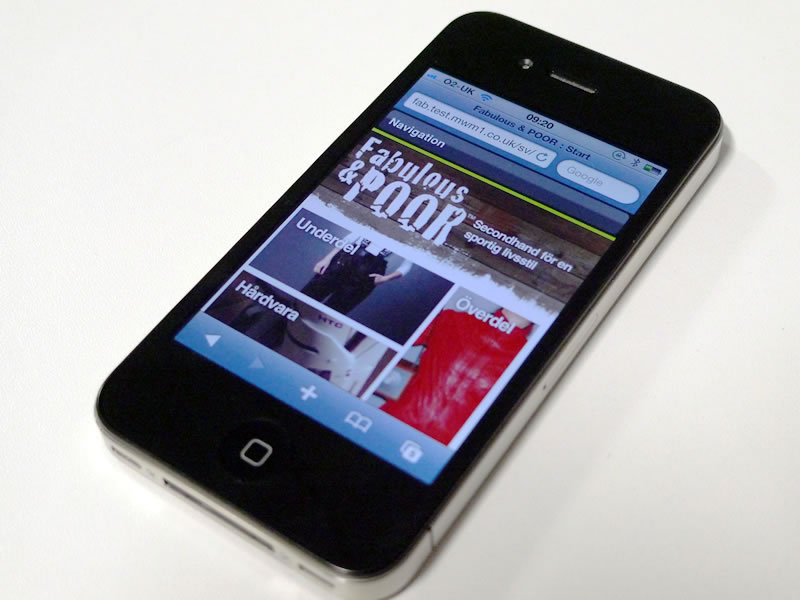 O2-UK 09:20
Fabulous & POOR : Start
fab.test.mwm1.co.uk/sv/
Google
Navigation
Fabulous
& POOR™
Secondhand för en
sportig livsstil
Underdel
Överdel
Hårdvara